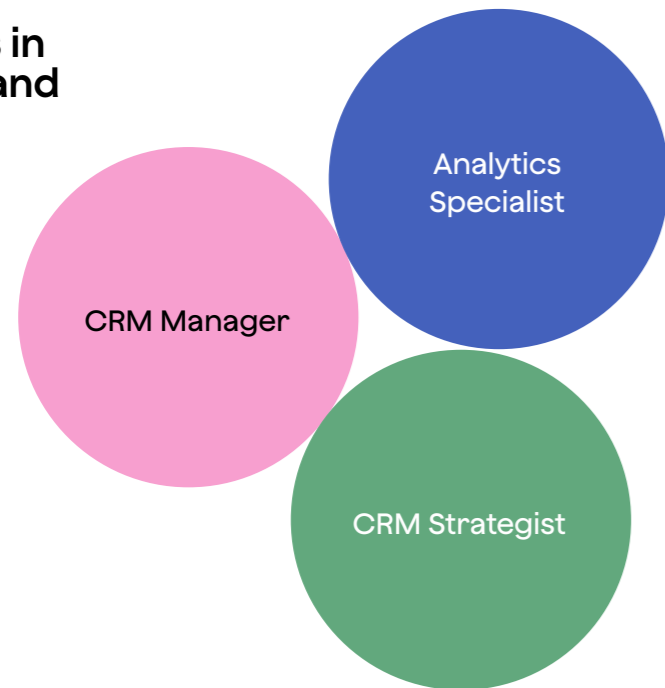 s in
and
Analytics
Specialist
CRM Manager
CRM Strategist